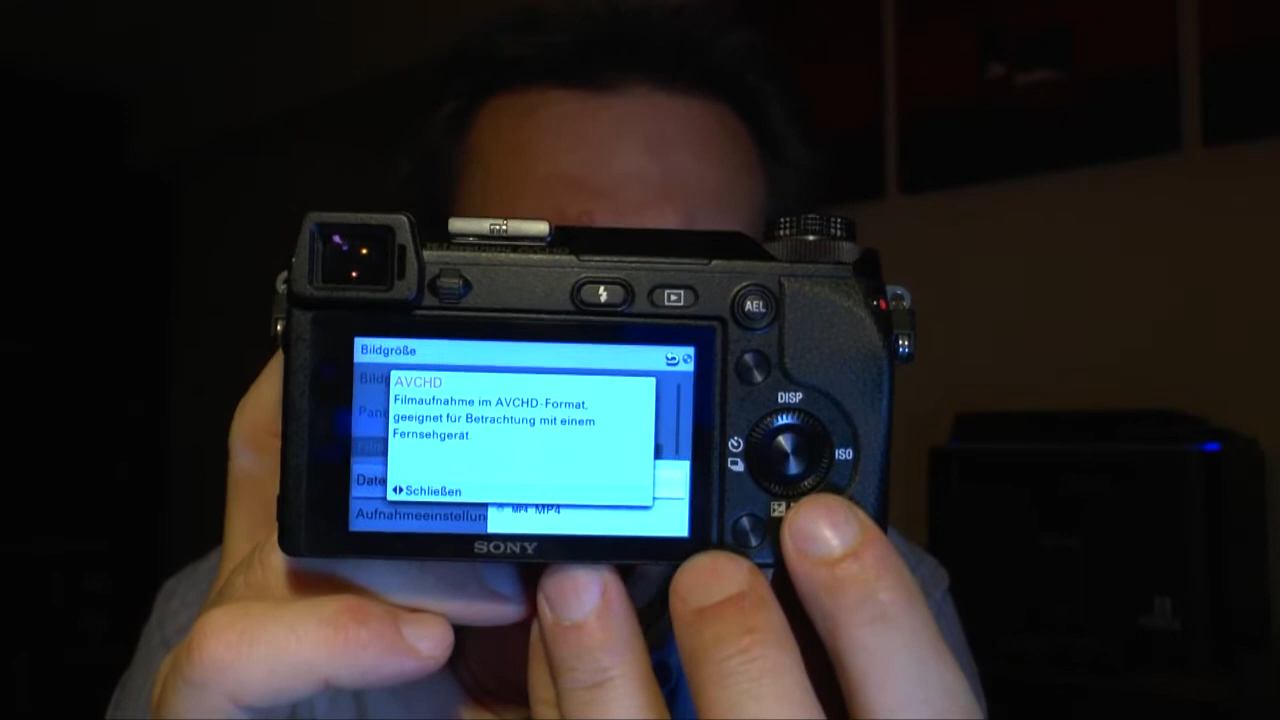 AEL
DISP
ISO
Bildgröße
AVCHD
Filmaufnahme im AVCHD-Format,
geeignet für Betrachtung mit einem
Fernsehgerät.
Schließen
Date
Aufnahmeeinstellun
MP4 MP4
SONY